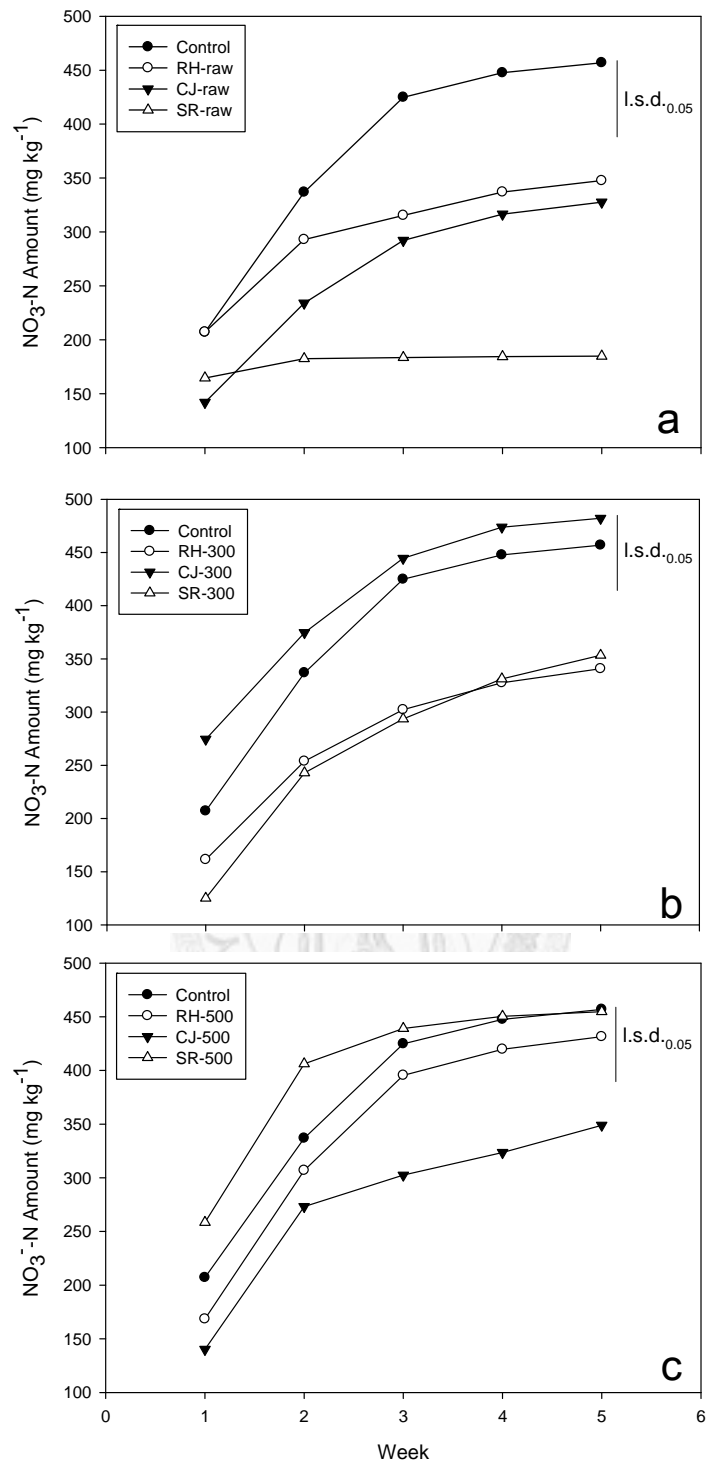 500
450
400
350
300
250
200
150
100
NO₃-N Amount (mg kg⁻¹)
Control
RH-raw
CJ-raw
SR-raw
l.s.d.₀.₀₅
a
500
450
400
350
300
250
200
150
100
NO₃-N Amount (mg kg⁻¹)
Control
RH-300
CJ-300
SR-300
l.s.d.₀.₀₅
b
500
450
400
350
300
250
200
150
100
NO₃⁻-N Amount (mg kg⁻¹)
Control
RH-500
CJ-500
SR-500
l.s.d.₀.₀₅
c
0 1 2 3 4 5 6
Week